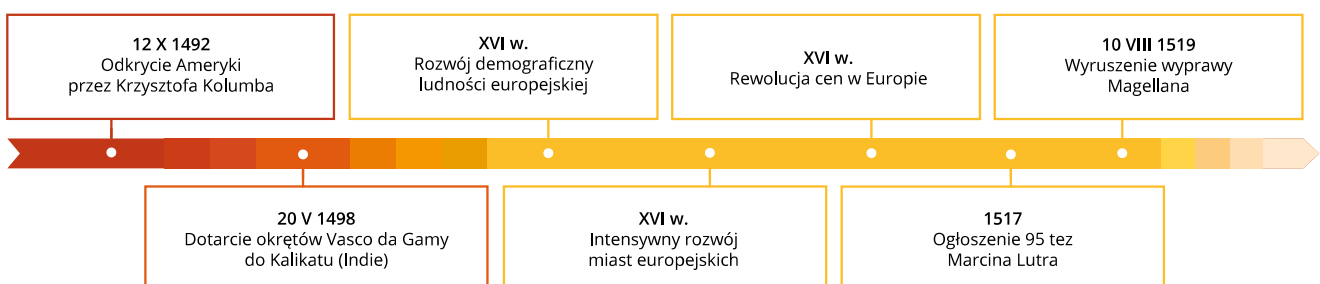 12 X 1492
Odkrycie Ameryki
przez Krzysztofa Kolumba
20 V 1498
Dotarcie okrętów Vasco da Gamy
do Kalikatu (Indie)
XVI w.
Rozwój demograficzny
ludności europejskiej
XVI w.
Intensywny rozwój
miast europejskich
XVI w.
Rewolucja cen w Europie
1517
Ogłoszenie 95 tez
Marcina Lutra
10 VIII 1519
Wyruszenie wyprawy
Magellana